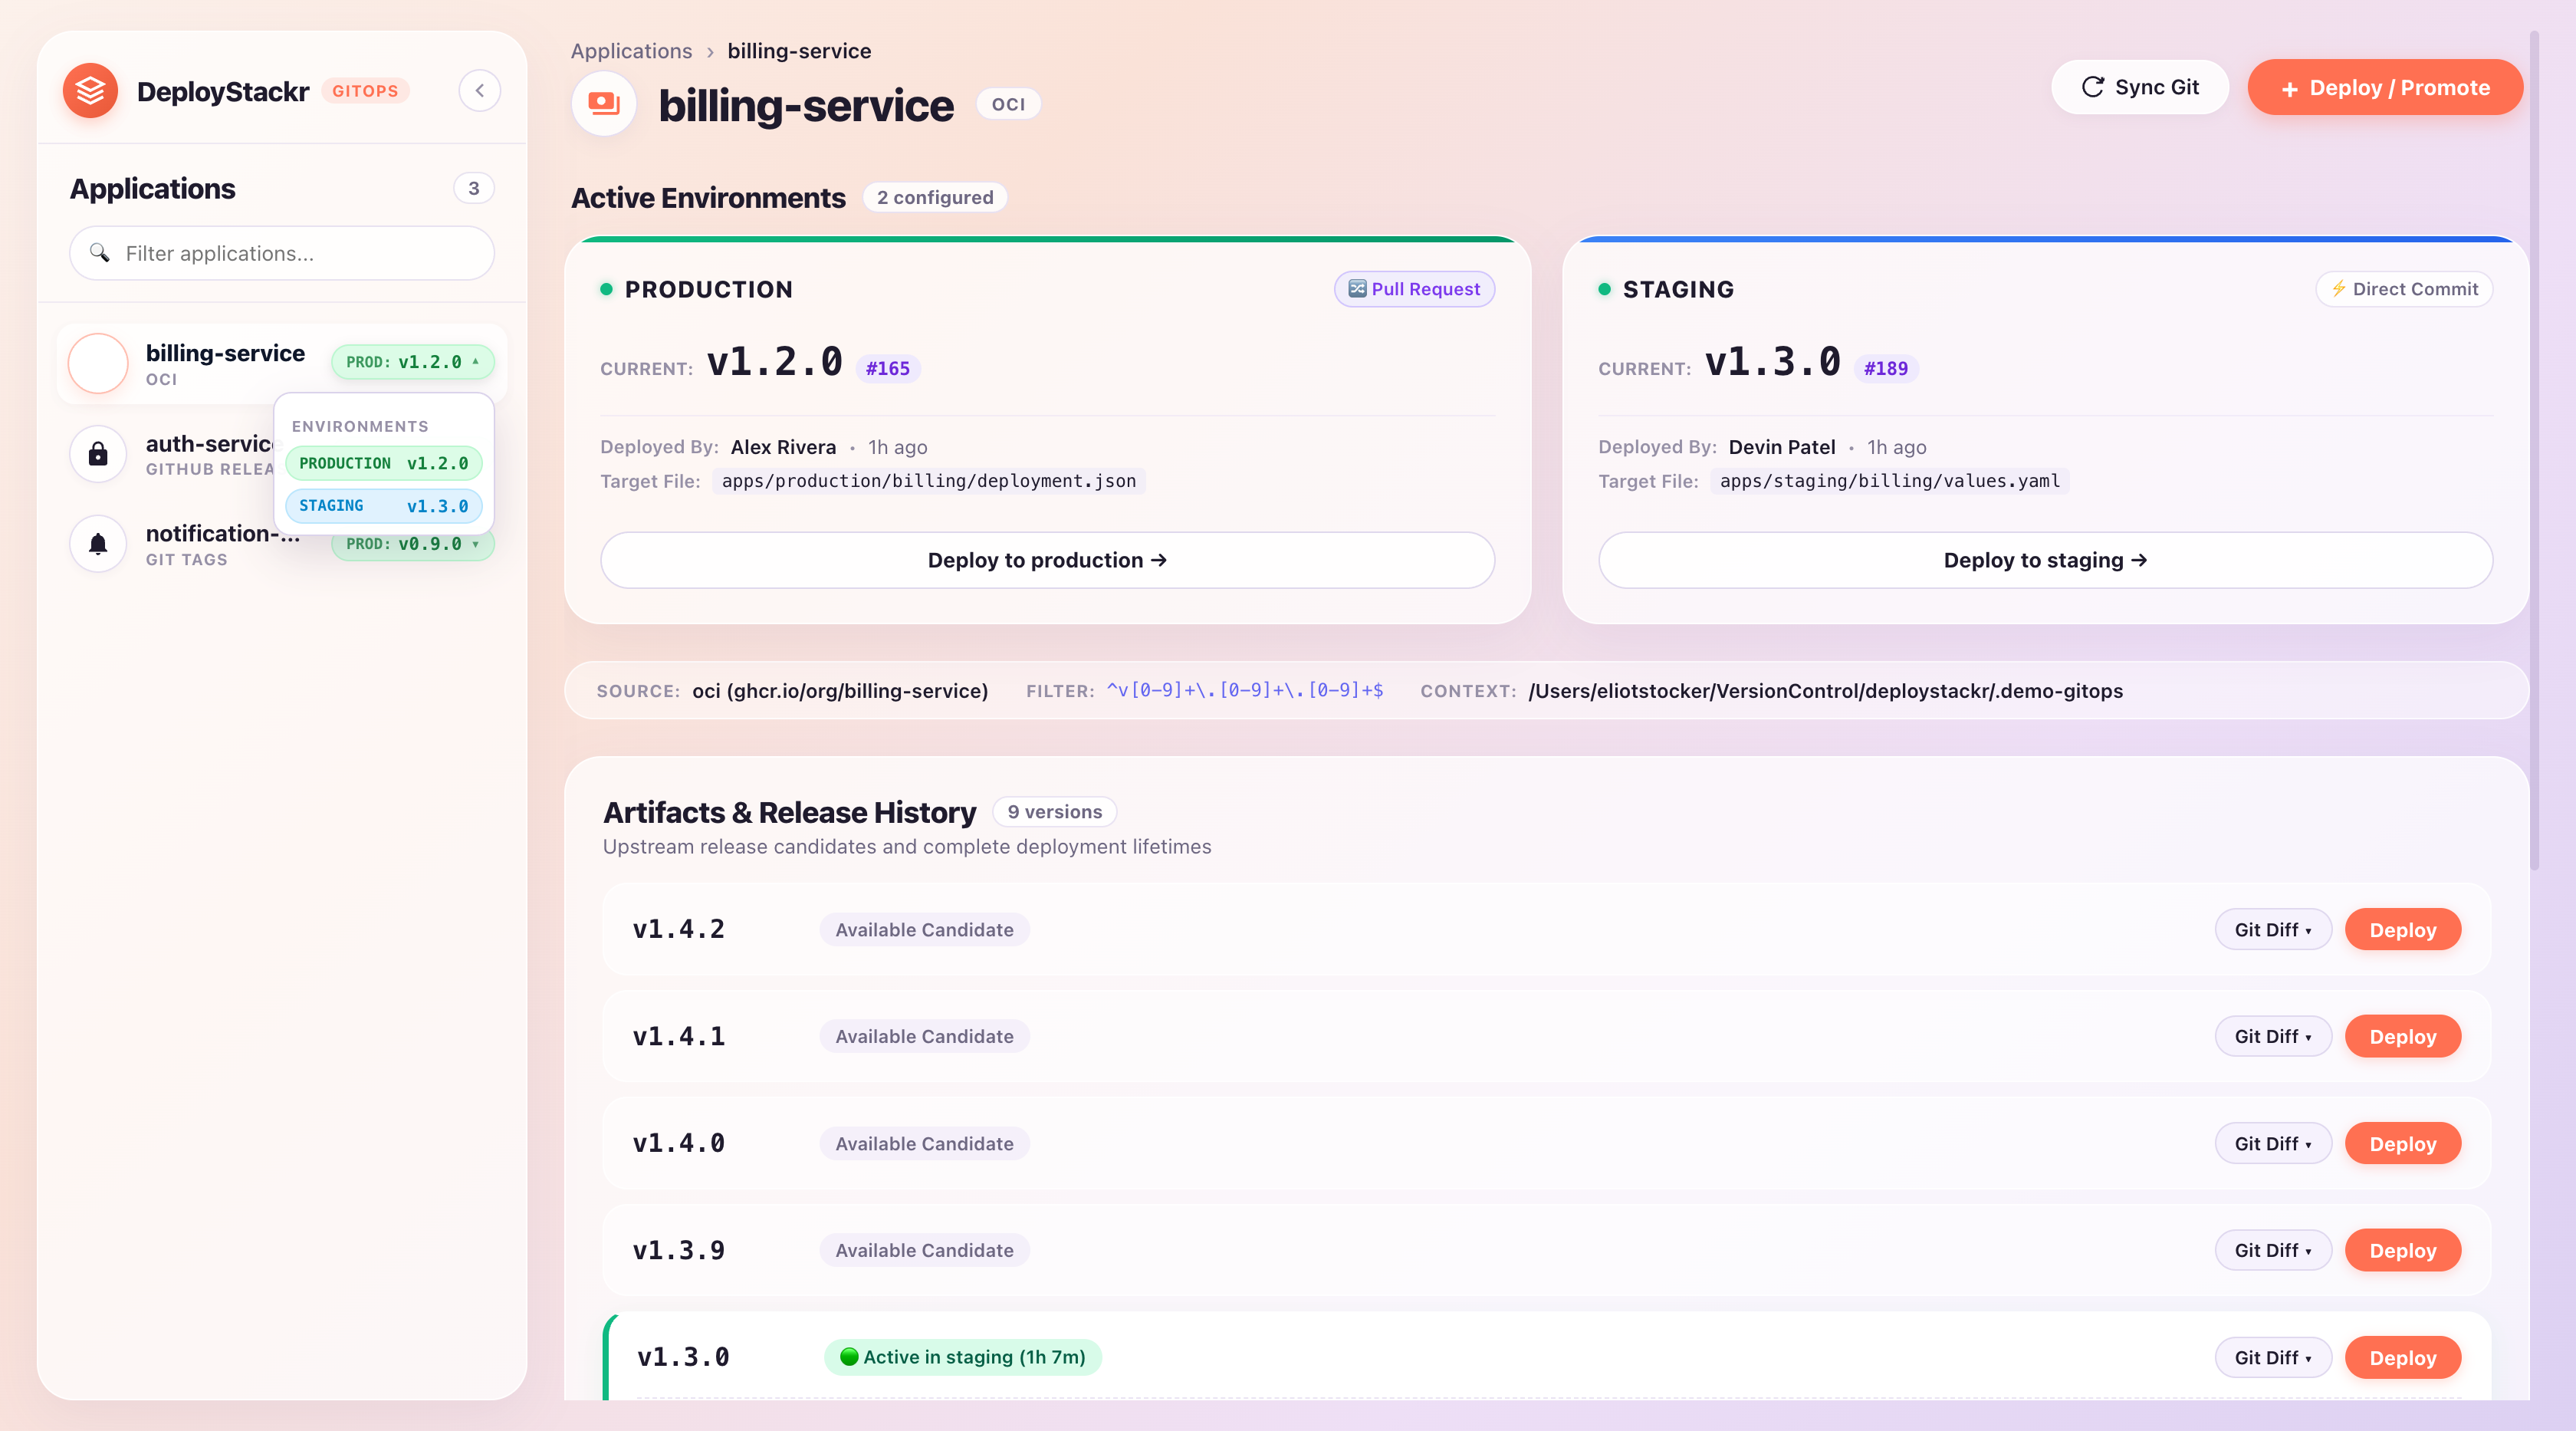 DeployStackr GITOPS
Applications 3
Filter applications...
billing-service
OCI
PROD: v1.2.0 ▲
ENVIRONMENTS
PRODUCTION v1.2.0
STAGING v1.3.0
auth-service
GITHUB RELEA
notification-...
GIT TAGS
PROD: v0.9.0 ▼
Applications › billing-service
billing-service OCI
Sync Git
+ Deploy / Promote
Active Environments 2 configured
PRODUCTION
Pull Request
CURRENT: v1.2.0 #165
Deployed By: Alex Rivera • 1h ago
Target File: apps/production/billing/deployment.json
Deploy to production →
STAGING
⚡ Direct Commit
CURRENT: v1.3.0 #189
Deployed By: Devin Patel • 1h ago
Target File: apps/staging/billing/values.yaml
Deploy to staging →
SOURCE: oci (ghcr.io/org/billing-service) FILTER: ^v[0-9]+\.[0-9]+\.[0-9]+$ CONTEXT: /Users/eliotstocker/VersionControl/deploystackr/.demo-gitops
Artifacts & Release History 9 versions
Upstream release candidates and complete deployment lifetimes
v1.4.2 Available Candidate Git Diff ▾ Deploy
v1.4.1 Available Candidate Git Diff ▾ Deploy
v1.4.0 Available Candidate Git Diff ▾ Deploy
v1.3.9 Available Candidate Git Diff ▾ Deploy
v1.3.0 Active in staging (1h 7m) Git Diff ▾ Deploy